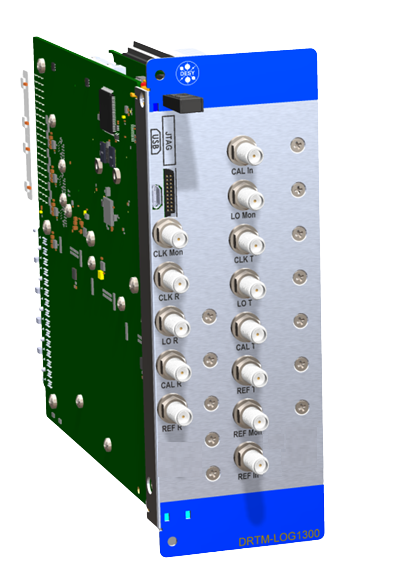 DESY
JTAG
USB
CAL In
LO Mon
CLK Mon
CLK T
CLK R
LO T
LO R
CAL T
CAL R
REF T
REF R
REF Mon
REF In
DRTM-LOG1300